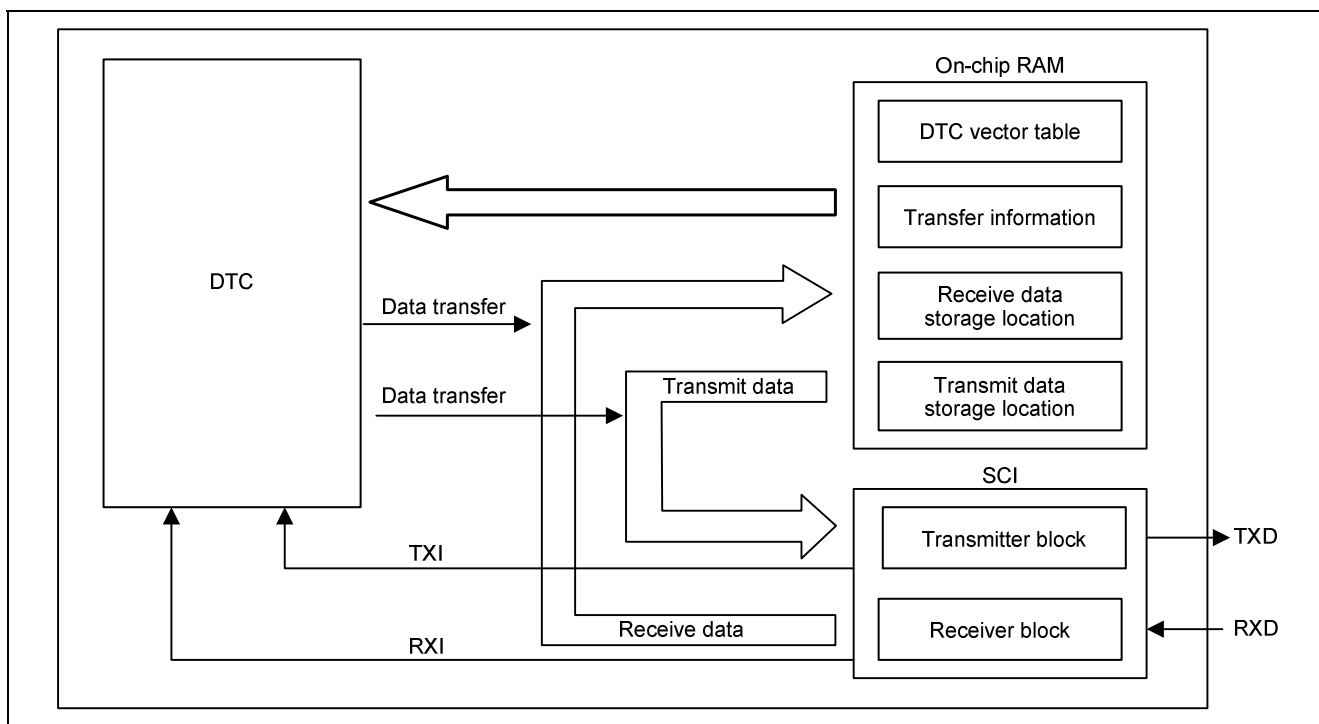 On-chip RAM
DTC vector table
Transfer information
DTC
Receive data
storage location
Data transfer
Transmit data
Data transfer
Transmit data
storage location
SCI
Transmitter block
TXD
TXI
Receive data
Receiver block
RXD
RXI